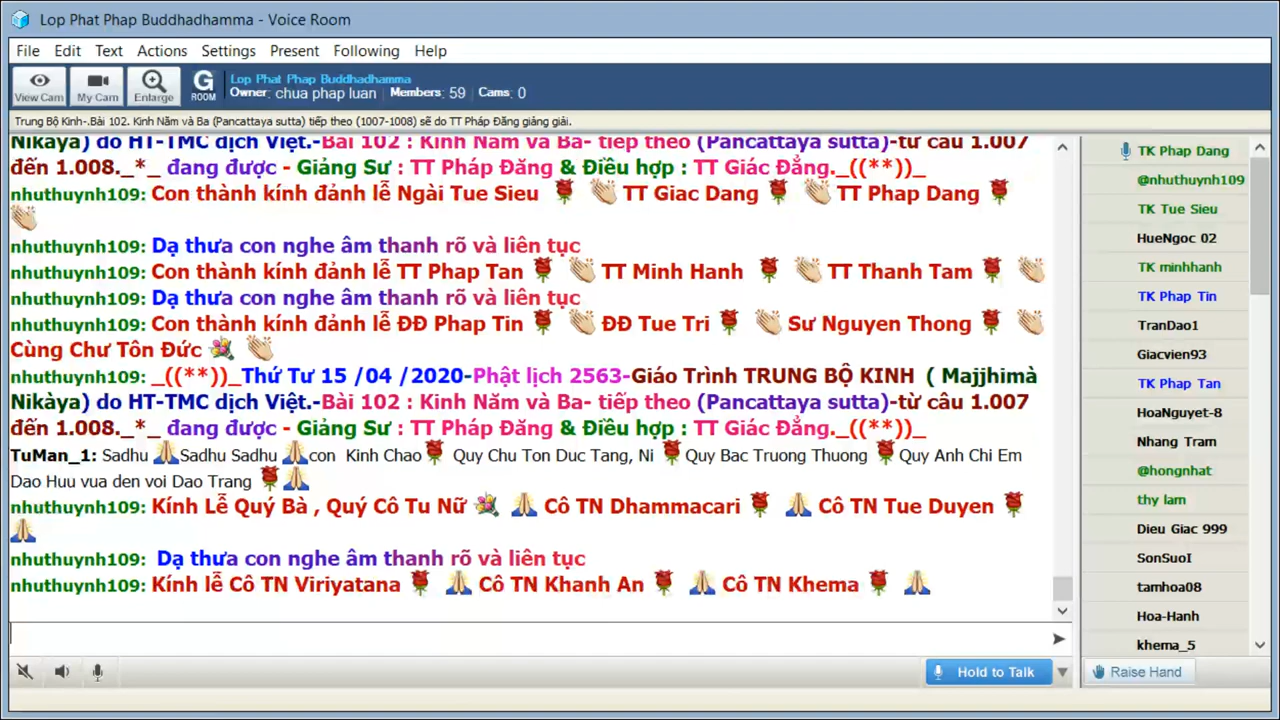 Lop Phat Phap Buddhadhamma - Voice Room
File Edit Text Actions Settings Present Following Help
View Cam My Cam Enlarge G ROOM
Lop Phat Phap Buddhadhamma
Owner: chua phap luan Members: 59 Cams: 0
Trung Bộ Kinh-.Bài 102. Kinh Năm và Ba (Pancattaya sutta) tiếp theo (1007-1008) sẽ do TT Pháp Đăng giảng giải.
Nikàya) do HT-TMC dịch Việt.-Bài 102 : Kinh Năm và Ba- tiếp theo (Pancattaya sutta)-từ câu 1.007
đến 1.008._*_ đang được - Giảng Sư : TT Pháp Đăng & Điều hợp : TT Giác Đẳng._((**))_
nhuthuynh109: Con thành kính đảnh lễ Ngài Tue Sieu 🌹 👏 TT Giac Dang 🌹 👏 TT Phap Dang 🌹
👏
nhuthuynh109: Dạ thưa con nghe âm thanh rõ và liên tục
nhuthuynh109: Con thành kính đảnh lễ TT Phap Tan 🌹 👏 TT Minh Hanh 🌹 👏 TT Thanh Tam 🌹 👏
nhuthuynh109: Dạ thưa con nghe âm thanh rõ và liên tục
nhuthuynh109: Con thành kính đảnh lễ ĐĐ Phap Tin 🌹 👏 ĐĐ Tue Tri 🌹 👏 Sư Nguyen Thong 🌹 👏
Cùng Chư Tôn Đức 💐 👏
nhuthuynh109: _((**))_Thứ Tư 15 /04 /2020-Phật lịch 2563-Giáo Trình TRUNG BỘ KINH ( Majjhimà
Nikàya) do HT-TMC dịch Việt.-Bài 102 : Kinh Năm và Ba- tiếp theo (Pancattaya sutta)-từ câu 1.007
đến 1.008._*_ đang được - Giảng Sư : TT Pháp Đăng & Điều hợp : TT Giác Đẳng._((**))_
TuMan_1: Sadhu 🙏Sadhu Sadhu 🙏con Kinh Chao🌹 Quy Chu Ton Duc Tang, Ni 🌹Quy Bac Truong Thuong 🌹Quy Anh Chi Em
Dao Huu vua den voi Dao Trang 🌹🙏
nhuthuynh109: Kính Lễ Quý Bà , Quý Cô Tu Nữ 💐 🙏 Cô TN Dhammacari 🌹 🙏 Cô TN Tue Duyen 🌹
🙏
nhuthuynh109: Dạ thưa con nghe âm thanh rõ và liên tục
nhuthuynh109: Kính lễ Cô TN Viriyatana 🌹 🙏 Cô TN Khanh An 🌹 🙏 Cô TN Khema 🌹 🙏
Hold to Talk
TK Phap Dang
@nhuthuynh109
TK Tue Sieu
HueNgoc 02
TK minhhanh
TK Phap Tin
TranDao1
Giacvien93
TK Phap Tan
HoaNguyet-8
Nhang Tram
@hongnhat
thy lam
Dieu Giac 999
SonSuoI
tamhoa08
Hoa-Hanh
khema_5
Raise Hand